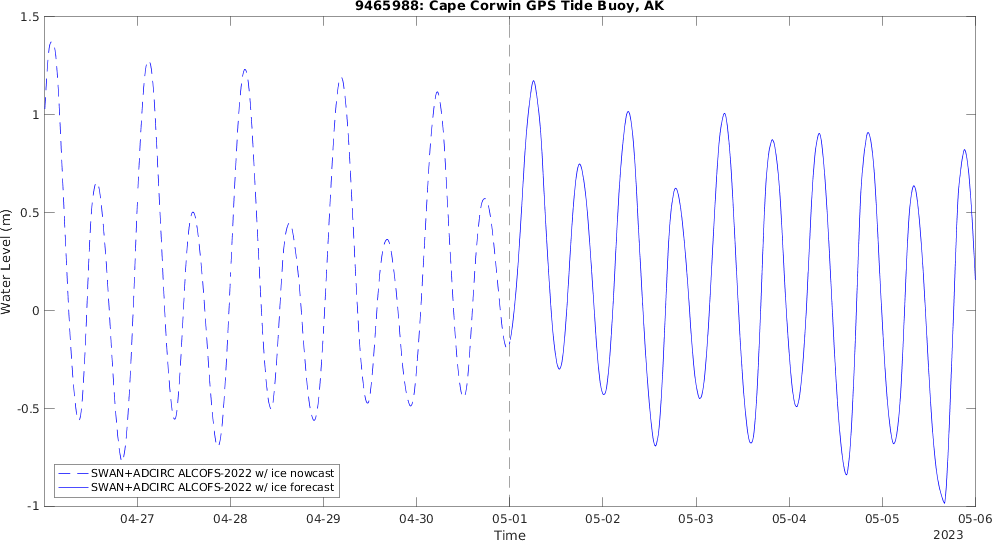 9465988: Cape Corwin GPS Tide Buoy, AK
Water Level (m)
1.5
1
0.5
0
-0.5
-1
SWAN+ADCIRC ALCOFS-2022 w/ ice nowcast
SWAN+ADCIRC ALCOFS-2022 w/ ice forecast
04-27 04-28 04-29 04-30 05-01 05-02 05-03 05-04 05-05 05-06
Time
2023